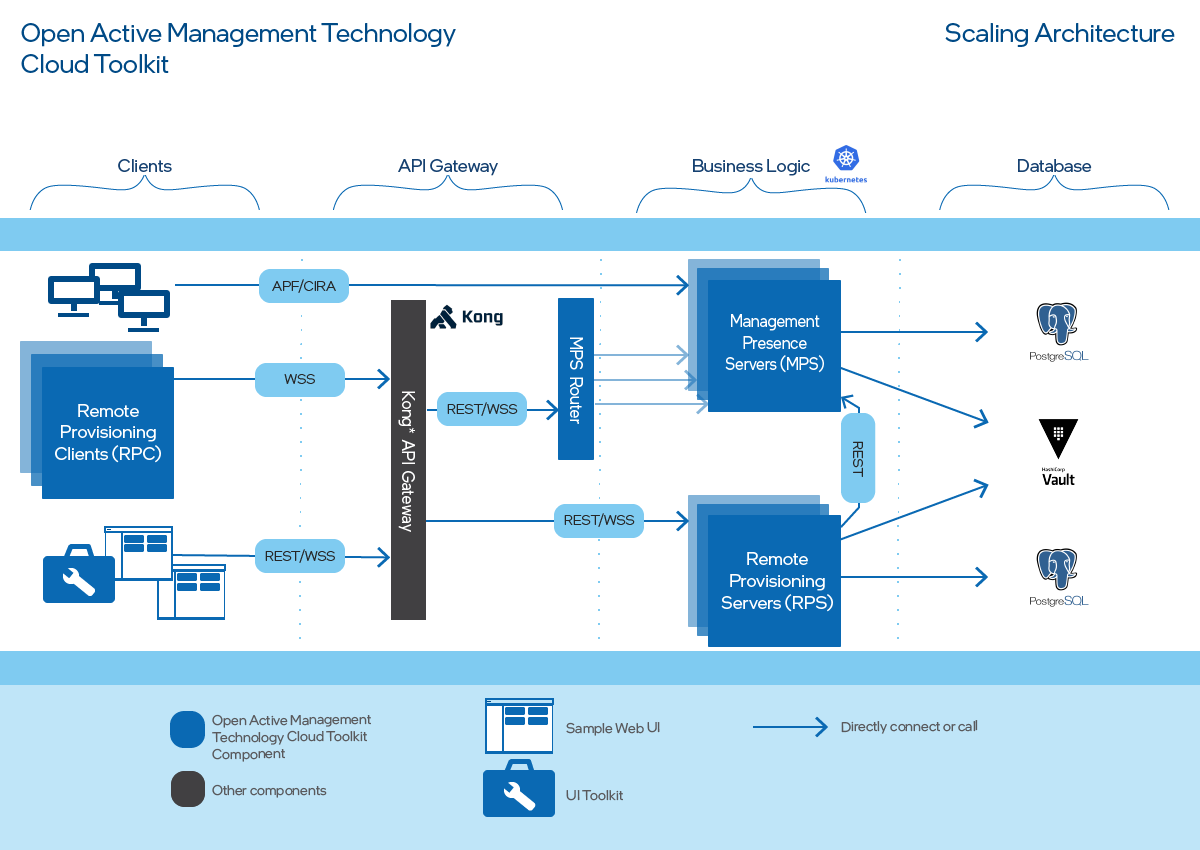 Open Active Management Technology
Cloud Toolkit
Scaling Architecture
Clients
API Gateway
Business Logic
kubernetes
Database
APF/CIRA
Kong
Management
Presence
Servers (MPS)
PostgreSQL
WSS
MPS Router
REST/WSS
Kong* API Gateway
Remote
Provisioning
Clients (RPC)
REST
HashiCorp
Vault
REST/WSS
REST/WSS
Remote
Provisioning
Servers (RPS)
PostgreSQL
Open Active Management
Technology Cloud Toolkit
Component
Other components
Sample Web UI
UI Toolkit
Directly connect or call